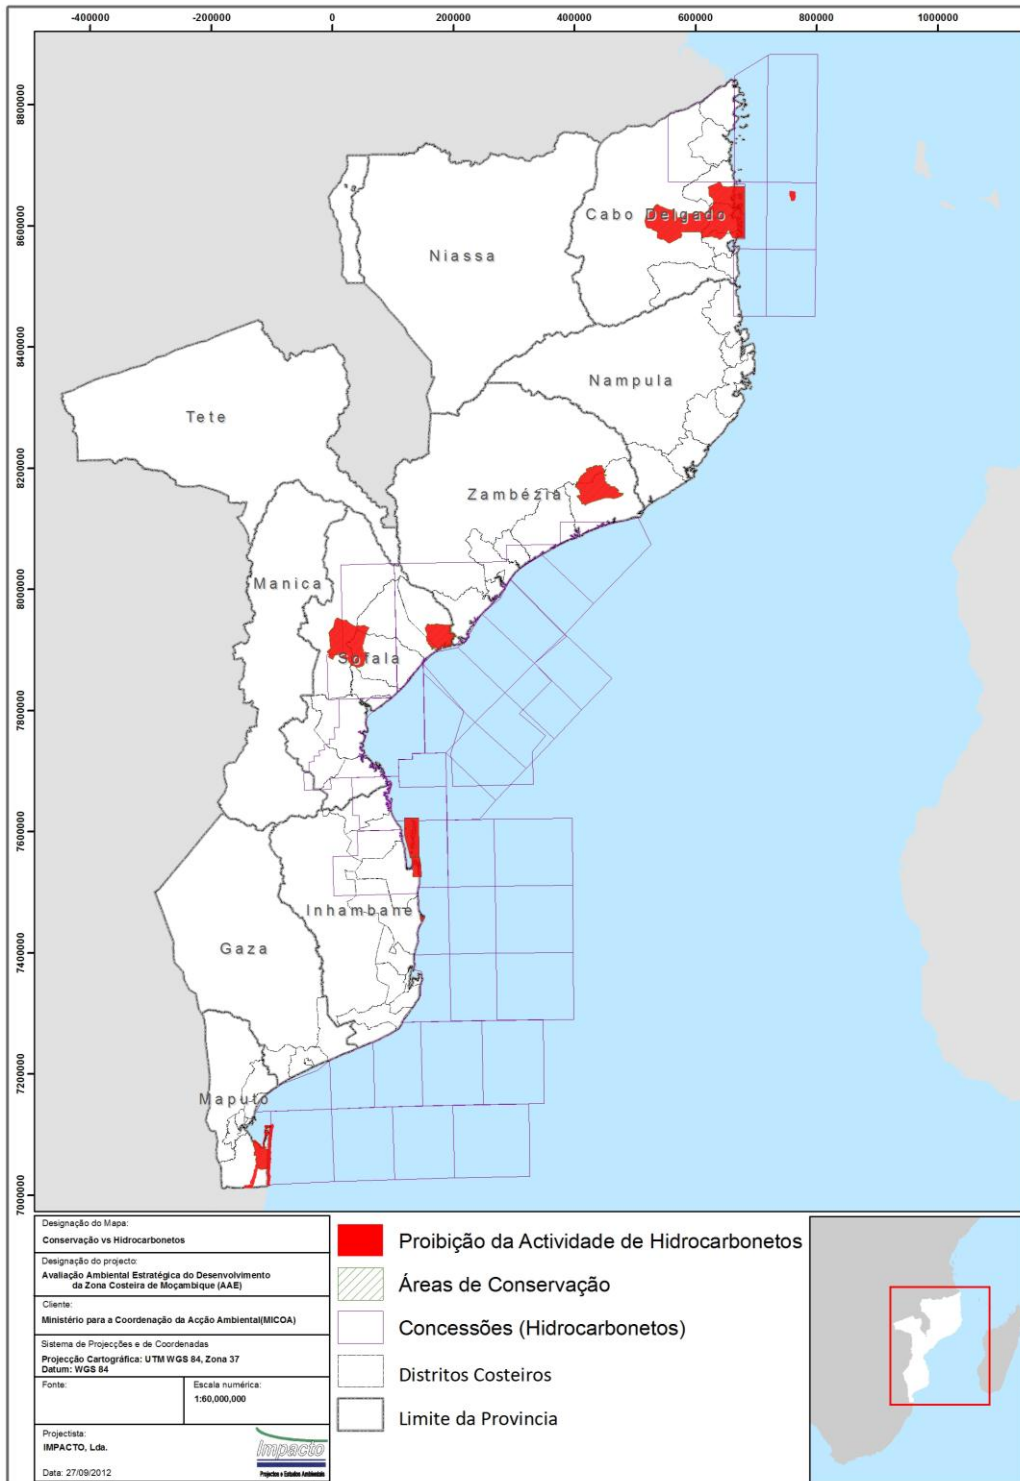 -400000 -200000 0 200000 400000 600000 800000 1000000
8800000
8600000
8400000
8200000
8000000
7800000
7600000
7400000
7200000
7000000
Cabo Delgado
Niassa
Nampula
Tete
Zambézia
Manica
Sofala
Inhambane
Gaza
Maputo
Designação do Mapa:
Conservação vs Hidrocarbonetos
Designação do projecto:
Avaliação Ambiental Estratégica do Desenvolvimento
da Zona Costeira de Moçambique (AAE)
Cliente:
Ministério para a Coordenação da Acção Ambiental(MICOA)
Sistema de Projecções e de Coordenadas
Projecção Cartográfica: UTM WGS 84, Zona 37
Datum: WGS 84
Fonte:
Escala numérica:
1:60,000,000
Projectista:
IMPACTO, Lda.
Data: 27/09/2012
Impacto
Projectos e Estudos Ambientais
Proibição da Actividade de Hidrocarbonetos
Áreas de Conservação
Concessões (Hidrocarbonetos)
Distritos Costeiros
Limite da Provincia